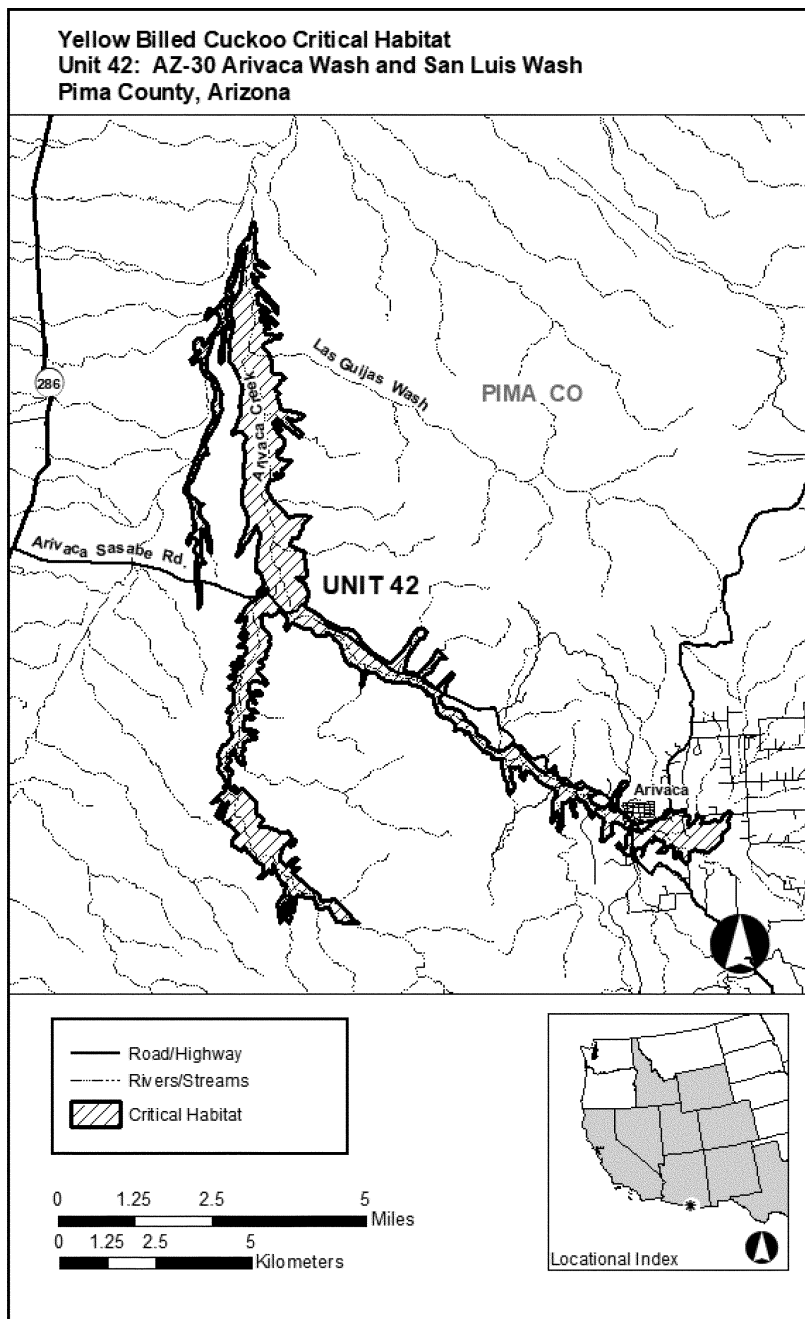 Yellow Billed Cuckoo Critical Habitat
Unit 42: AZ-30 Arivaca Wash and San Luis Wash
Pima County, Arizona
Las Guijas Wash
286
Arivaca Creek
PIMA CO
Arivaca Sasabe Rd.
UNIT 42
Arivaca
Road/Highway
Rivers/Streams
Critical Habitat
0 1.25 2.5 5
Miles
0 1.25 2.5 5
Kilometers
Locational Index